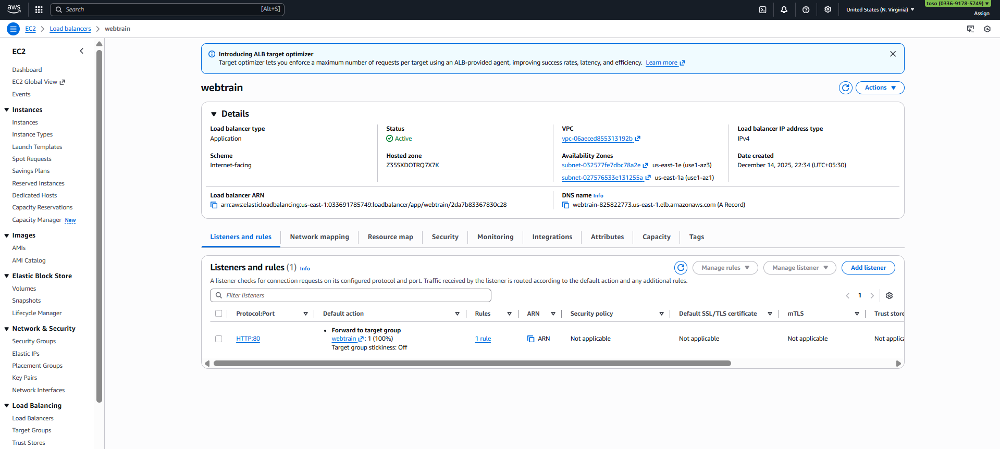 aws
Search [Alt+S]
United States (N. Virginia)
toso (0336-9178-5749)
Assign
EC2 > Load balancers > webtrain
EC2
Dashboard
EC2 Global View
Events
Instances
Instances
Instance Types
Launch Templates
Spot Requests
Savings Plans
Reserved Instances
Dedicated Hosts
Capacity Reservations
Capacity Manager New
Images
AMIs
AMI Catalog
Elastic Block Store
Volumes
Snapshots
Lifecycle Manager
Network & Security
Security Groups
Elastic IPs
Placement Groups
Key Pairs
Network Interfaces
Load Balancing
Load Balancers
Target Groups
Trust Stores
Introducing ALB target optimizer
Target optimizer lets you enforce a maximum number of requests per target using an ALB-provided agent, improving success rates, latency, and efficiency. Learn more
webtrain
Actions
Details
Load balancer type
Application
Status
Active
VPC
vpc-06aeced855313192b
Load balancer IP address type
IPv4
Scheme
Internet-facing
Hosted zone
Z35SXDOTRQ7X7K
Availability Zones
subnet-032577fe7dbc78a2e us-east-1e (use1-az3)
subnet-027576533e131255a us-east-1a (use1-az1)
Date created
December 14, 2025, 22:34 (UTC+05:30)
Load balancer ARN
arn:aws:elasticloadbalancing:us-east-1:033691785749:loadbalancer/app/webtrain/2da7b83367830c28
DNS name Info
webtrain-825822773.us-east-1.elb.amazonaws.com (A Record)
Listeners and rules Network mapping Resource map Security Monitoring Integrations Attributes Capacity Tags
Listeners and rules (1) Info
Manage rules Manage listener Add listener
A listener checks for connection requests on its configured protocol and port. Traffic received by the listener is routed according to the default action and any additional rules.
Filter listeners
1
Protocol:Port Default action Rules ARN Security policy Default SSL/TLS certificate mTLS Trust store
HTTP:80
• Forward to target group
webtrain : 1 (100%)
Target group stickiness: Off
1 rule
ARN
Not applicable
Not applicable
Not applicable
Not applica